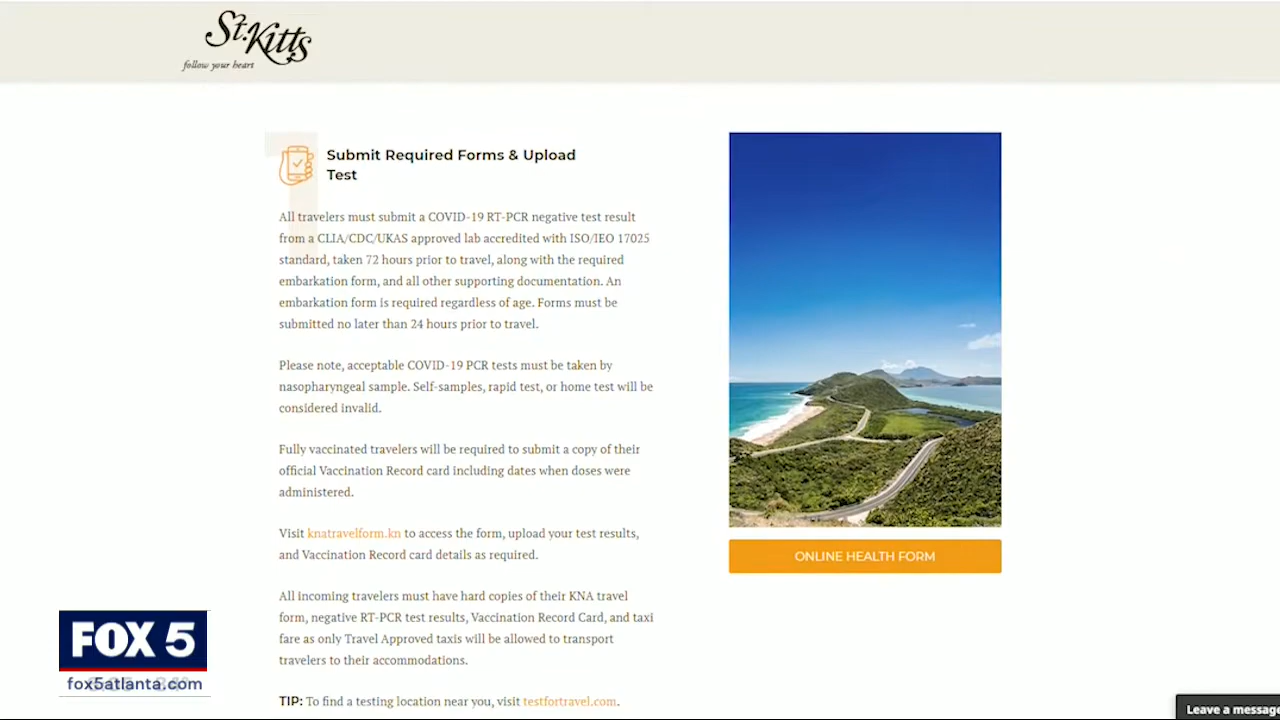 St. Kitts
follow your heart
1
Submit Required Forms & Upload
Test
All travelers must submit a COVID-19 RT-PCR negative test result
from a CLIA/CDC/UKAS approved lab accredited with ISO/IEO 17025
standard, taken 72 hours prior to travel, along with the required
embarkation form, and all other supporting documentation. An
embarkation form is required regardless of age. Forms must be
submitted no later than 24 hours prior to travel.
Please note, acceptable COVID-19 PCR tests must be taken by
nasopharyngeal sample. Self-samples, rapid test, or home test will be
considered invalid.
Fully vaccinated travelers will be required to submit a copy of their
official Vaccination Record card including dates when doses were
administered.
Visit knatravelform.kn to access the form, upload your test results,
and Vaccination Record card details as required.
All incoming travelers must have hard copies of their KNA travel
form, negative RT-PCR test results, Vaccination Record Card, and taxi
fare as only Travel Approved taxis will be allowed to transport
travelers to their accommodations.
TIP: To find a testing location near you, visit testfortravel.com.
ONLINE HEALTH FORM
FOX 5
fox5atlanta.com
Leave a message